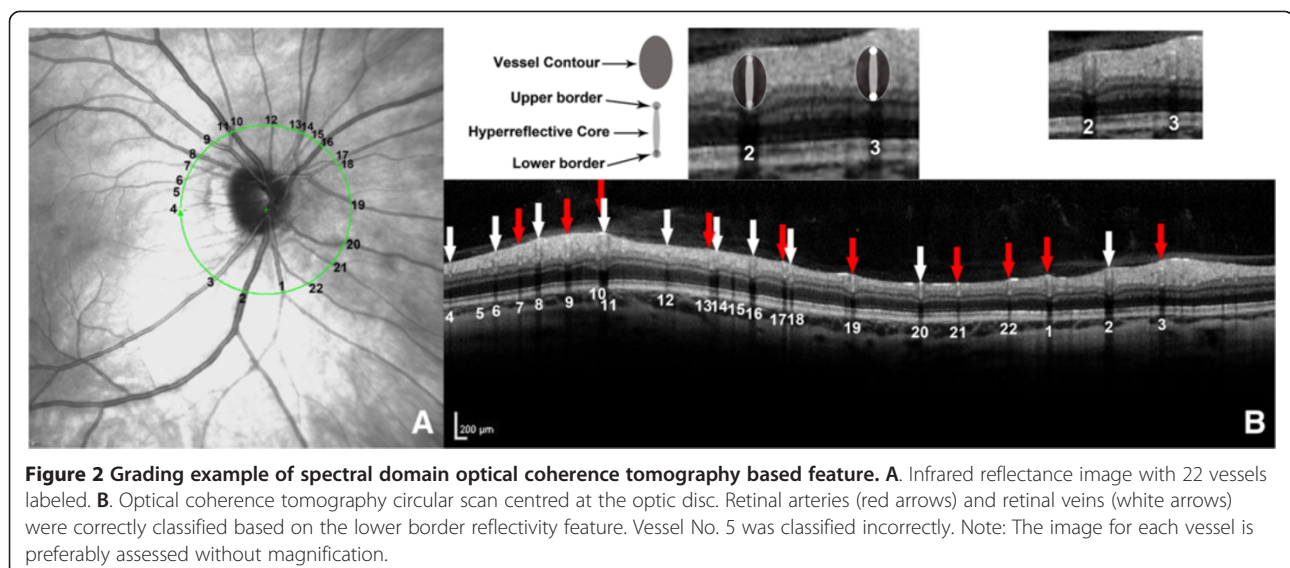 Vessel Contour
Upper border
Hyperreflective Core
Lower border
2
3
2
3
12
10
11
13
14
15
16
9
8
17
18
7
6
5
4
19
20
21
3
2
1
22
A
4 5 6 7 8 9 10 11 12 13 14 15 16 17 18 19 20 21 22 1 2 3
200 µm
B
Figure 2 Grading example of spectral domain optical coherence tomography based feature. A. Infrared reflectance image with 22 vessels
labeled. B. Optical coherence tomography circular scan centred at the optic disc. Retinal arteries (red arrows) and retinal veins (white arrows)
were correctly classified based on the lower border reflectivity feature. Vessel No. 5 was classified incorrectly. Note: The image for each vessel is
preferably assessed without magnification.